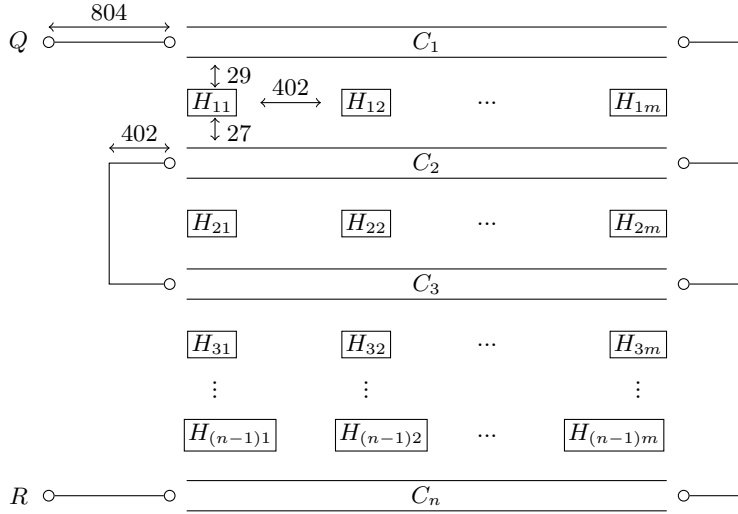 804
Q C₁
29
402
H₁₁ H₁₂ ... H₁ₘ
402 27
C₂
H₂₁ H₂₂ ... H₂ₘ
C₃
H₃₁ H₃₂ ... H₃ₘ
⋮ ⋮ ⋮
H₍ₙ₋₁₎₁ H₍ₙ₋₁₎₂ ... H₍ₙ₋₁₎ₘ
R Cₙ